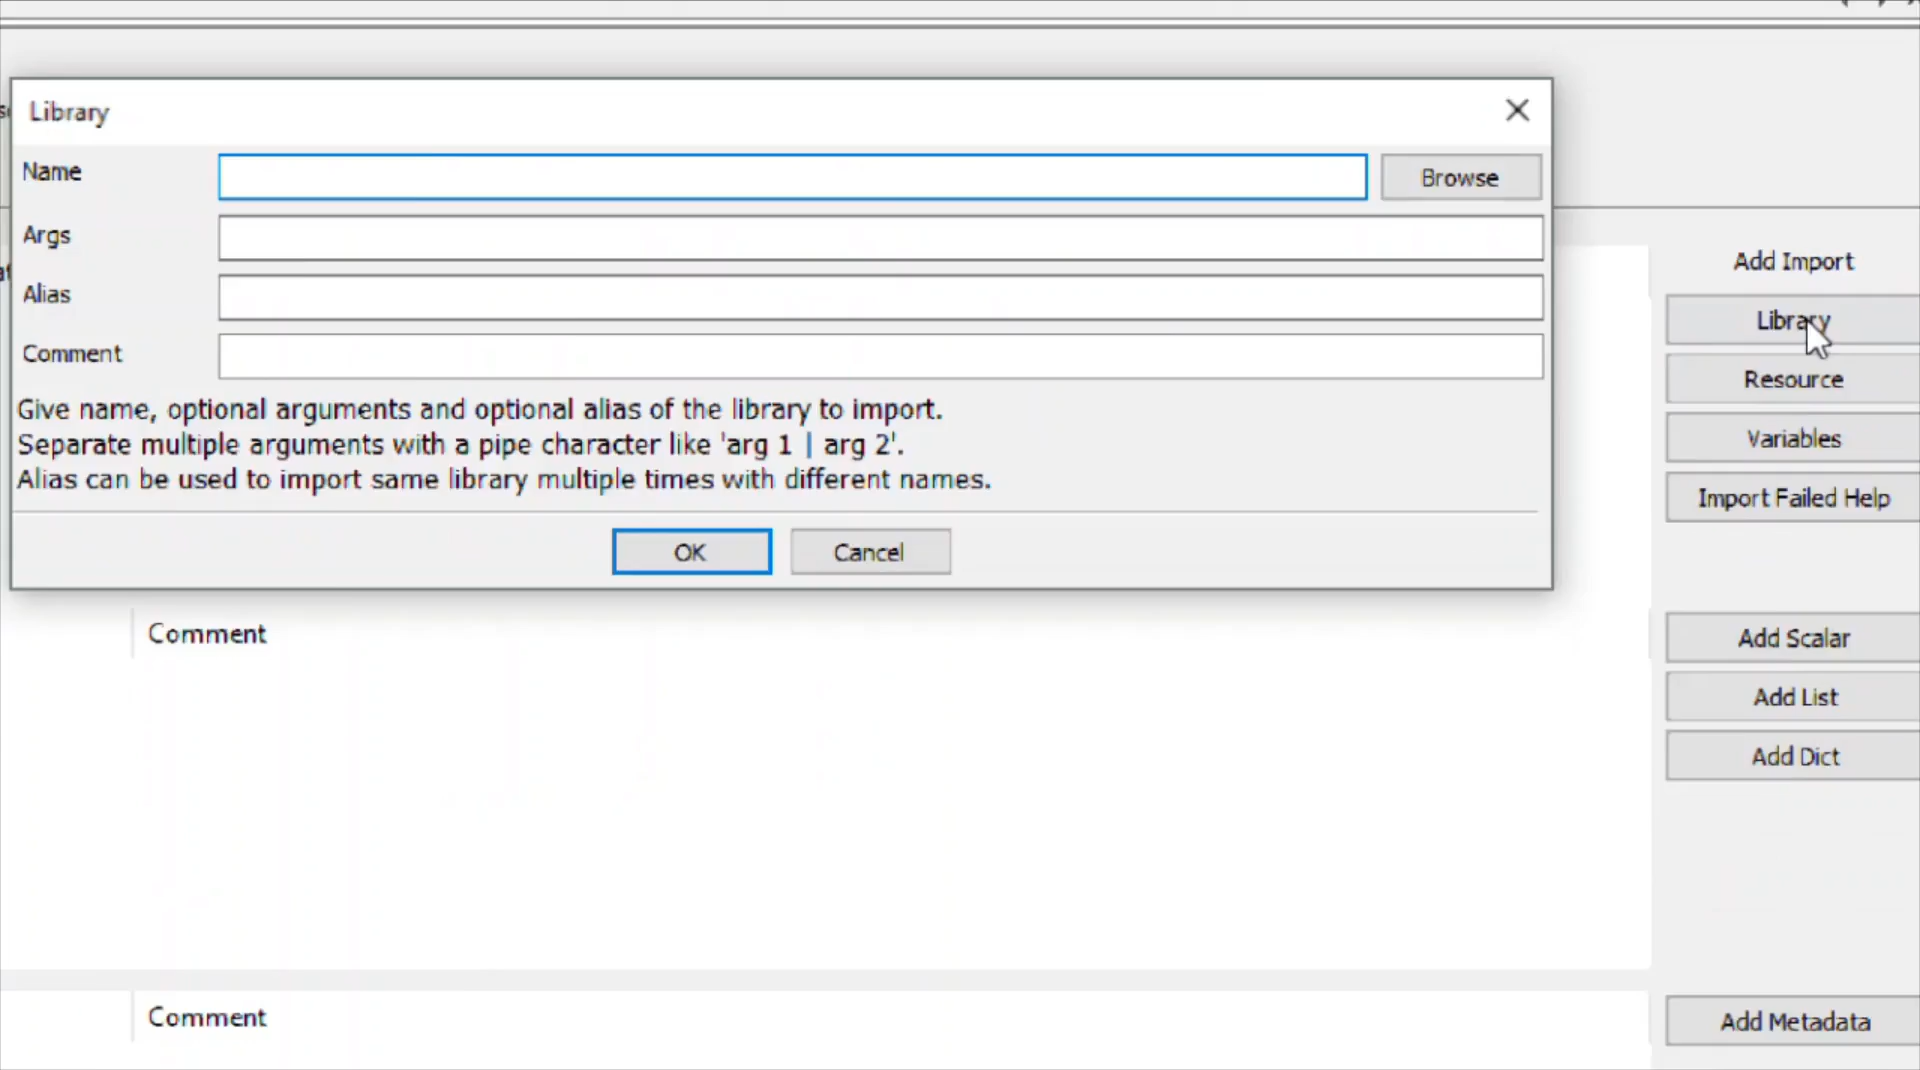 Library
Name
Browse
Args
Alias
Comment
Give name, optional arguments and optional alias of the library to import.
Separate multiple arguments with a pipe character like 'arg 1 | arg 2'.
Alias can be used to import same library multiple times with different names.
OK
Cancel
Add Import
Library
Resource
Variables
Import Failed Help
Comment
Add Scalar
Add List
Add Dict
Comment
Add Metadata